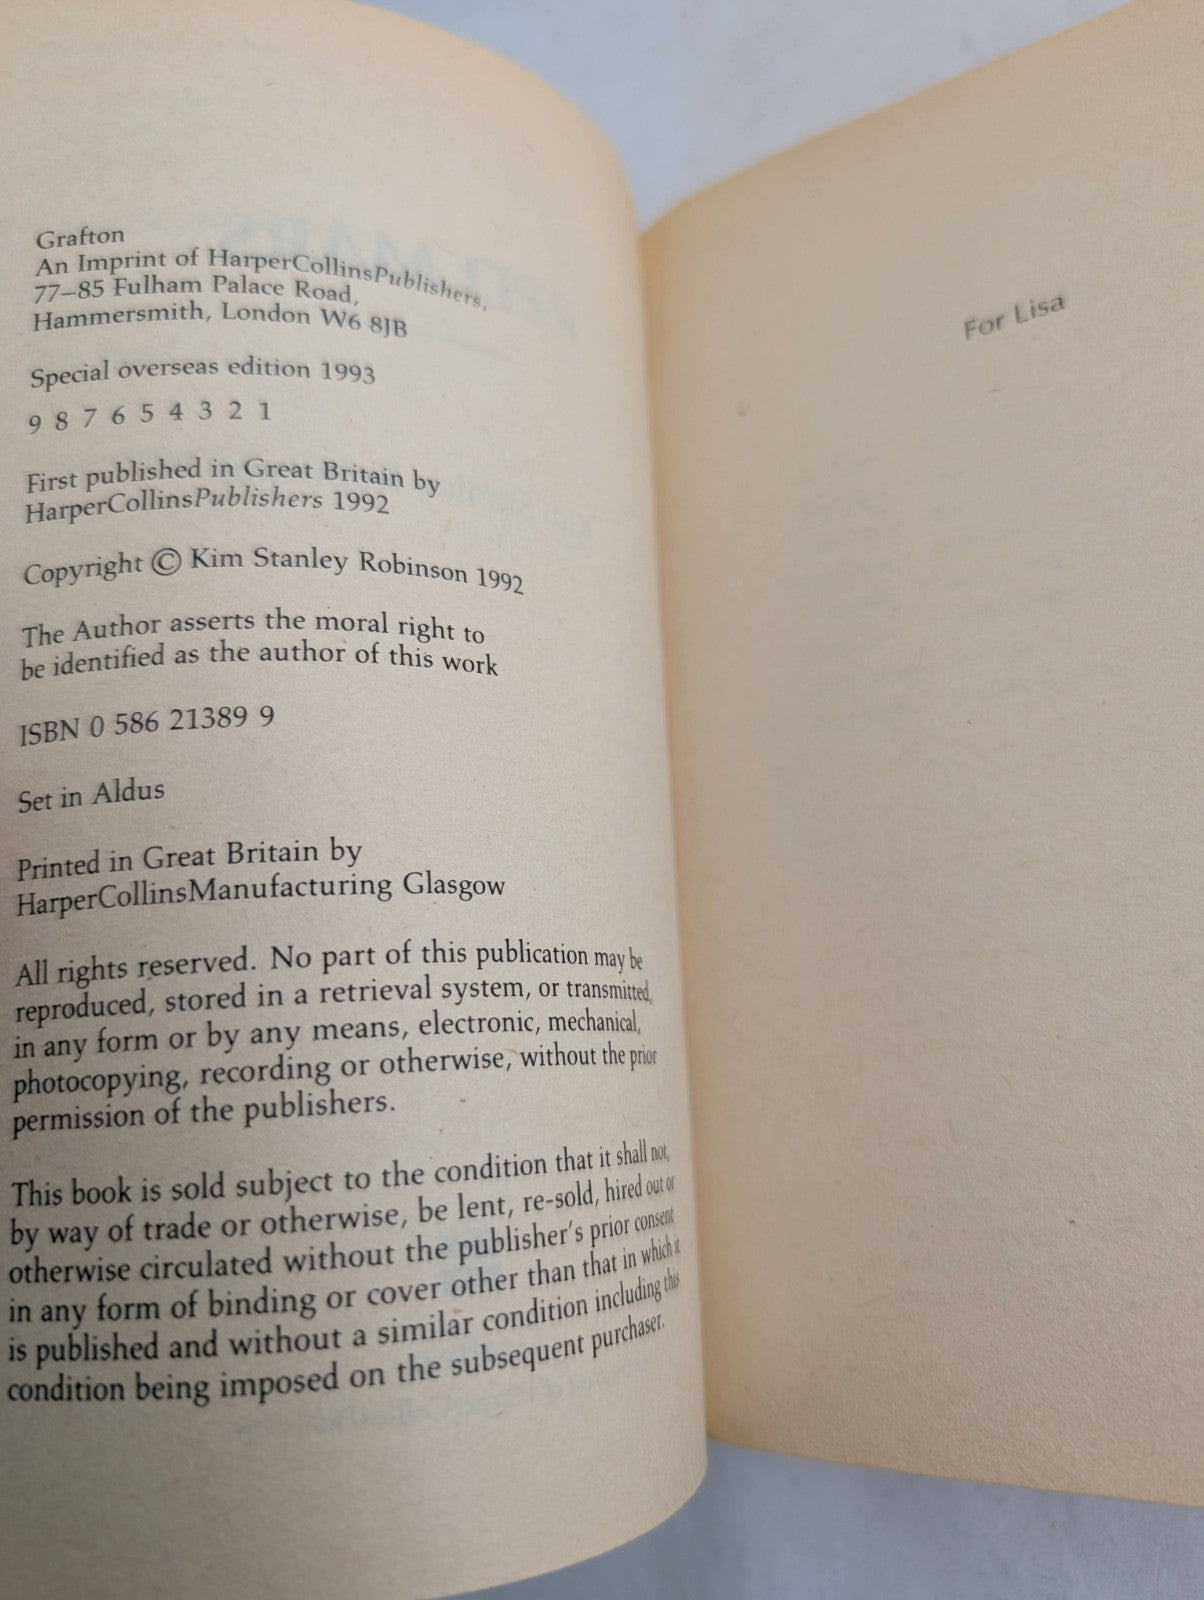 Grafton
An Imprint of HarperCollinsPublishers,
77–85 Fulham Palace Road,
Hammersmith, London W6 8JB
Special overseas edition 1993
9 8 7 6 5 4 3 2 1
First published in Great Britain by
HarperCollinsPublishers 1992
Copyright © Kim Stanley Robinson 1992
The Author asserts the moral right to
be identified as the author of this work
ISBN 0 586 21389 9
Set in Aldus
Printed in Great Britain by
HarperCollinsManufacturing Glasgow
All rights reserved. No part of this publication may be
reproduced, stored in a retrieval system, or transmitted,
in any form or by any means, electronic, mechanical,
photocopying, recording or otherwise, without the prior
permission of the publishers.
This book is sold subject to the condition that it shall not,
by way of trade or otherwise, be lent, re-sold, hired out or
otherwise circulated without the publisher's prior consent
in any form of binding or cover other than that in which it
is published and without a similar condition including this
condition being imposed on the subsequent purchaser.
For Lisa